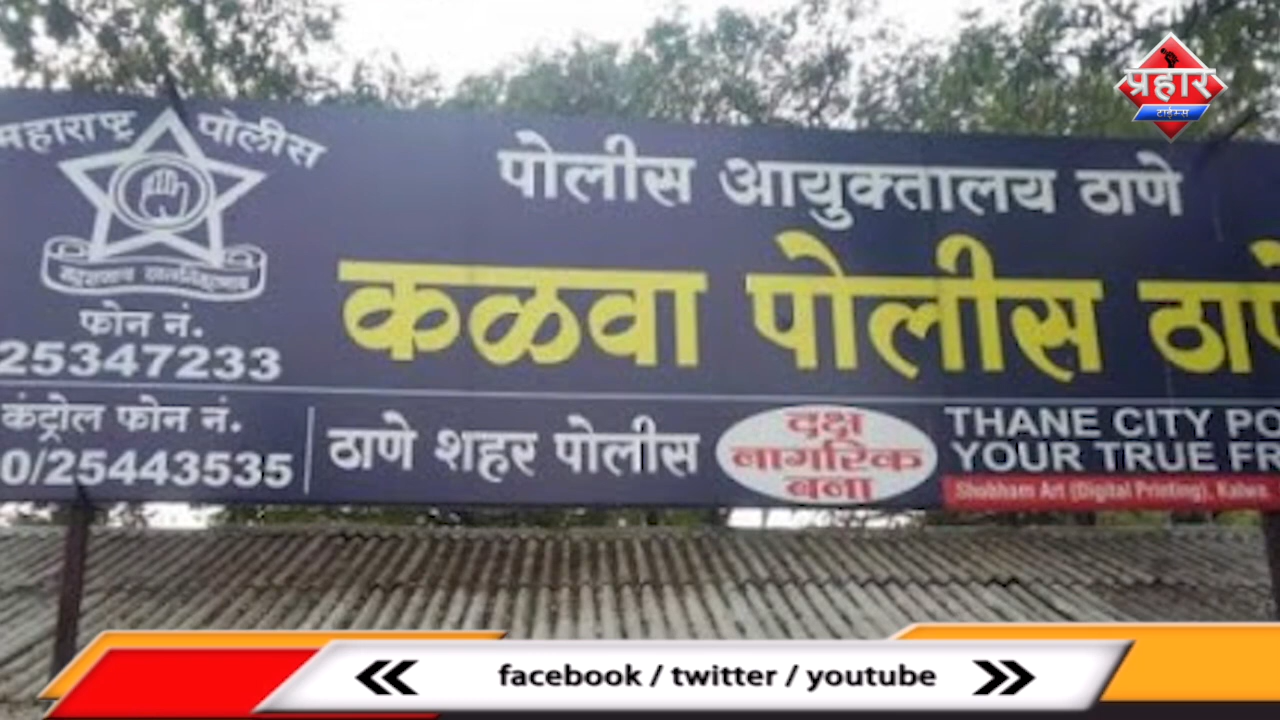 प्रहार
टाईम्स
महाराष्ट्र पोलीस
पोलीस आयुक्तालय ठाणे
कळवा पोलीस ठाणे
फोन नं.
25347233
कंट्रोल फोन नं.
0/25443535
ठाणे शहर पोलीस
दक्ष
नागरिक
बना
THANE CITY PO
YOUR TRUE FR
Shubham Art (Digital Printing), Kalwa.
facebook / twitter / youtube